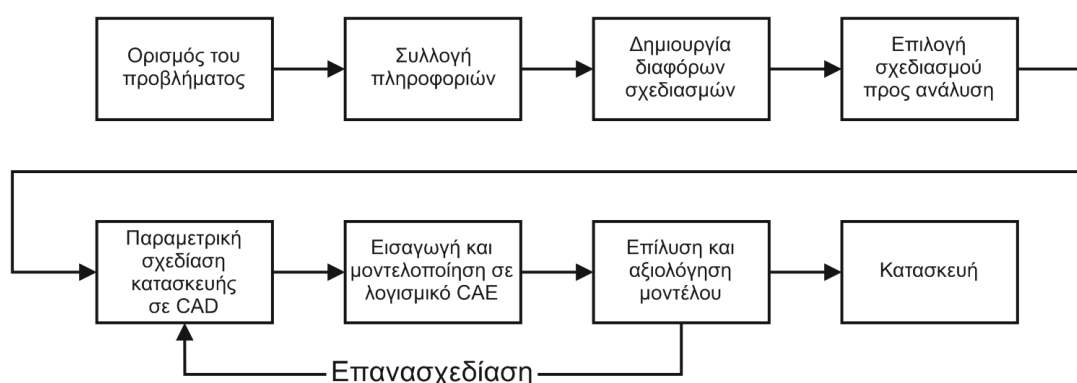 Ορισμός του
προβλήματος
Συλλογή
πληροφοριών
Δημιουργία
διαφόρων
σχεδιασμών
Επιλογή
σχεδιασμού
προς ανάλυση
Παραμετρική
σχεδίαση
κατασκευής
σε CAD
Εισαγωγή και
μοντελοποίηση σε
λογισμικό CAE
Επίλυση και
αξιολόγηση
μοντέλου
Κατασκευή
Επανασχεδίαση